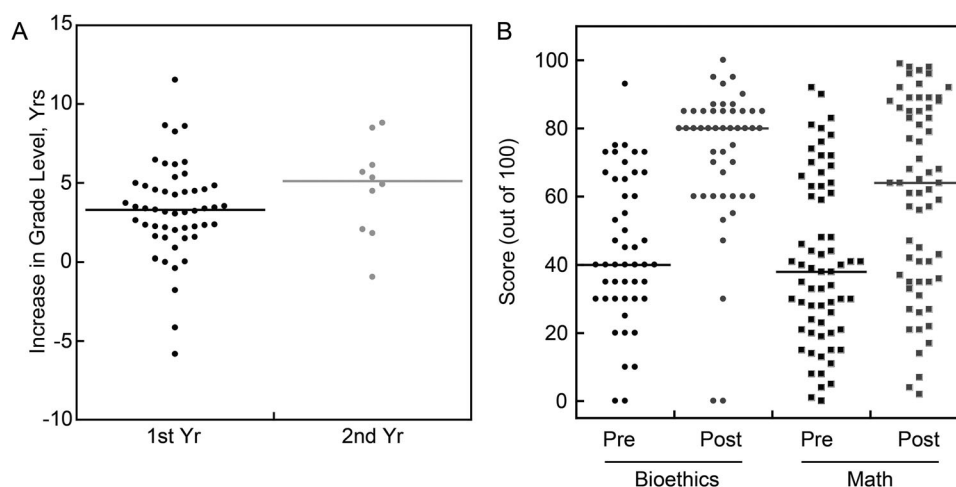 A
Increase in Grade Level, Yrs
15
10
5
0
-5
-10
1st Yr
2nd Yr
B
Score (out of 100)
100
80
60
40
20
0
Pre
Post
Pre
Post
Bioethics
Math